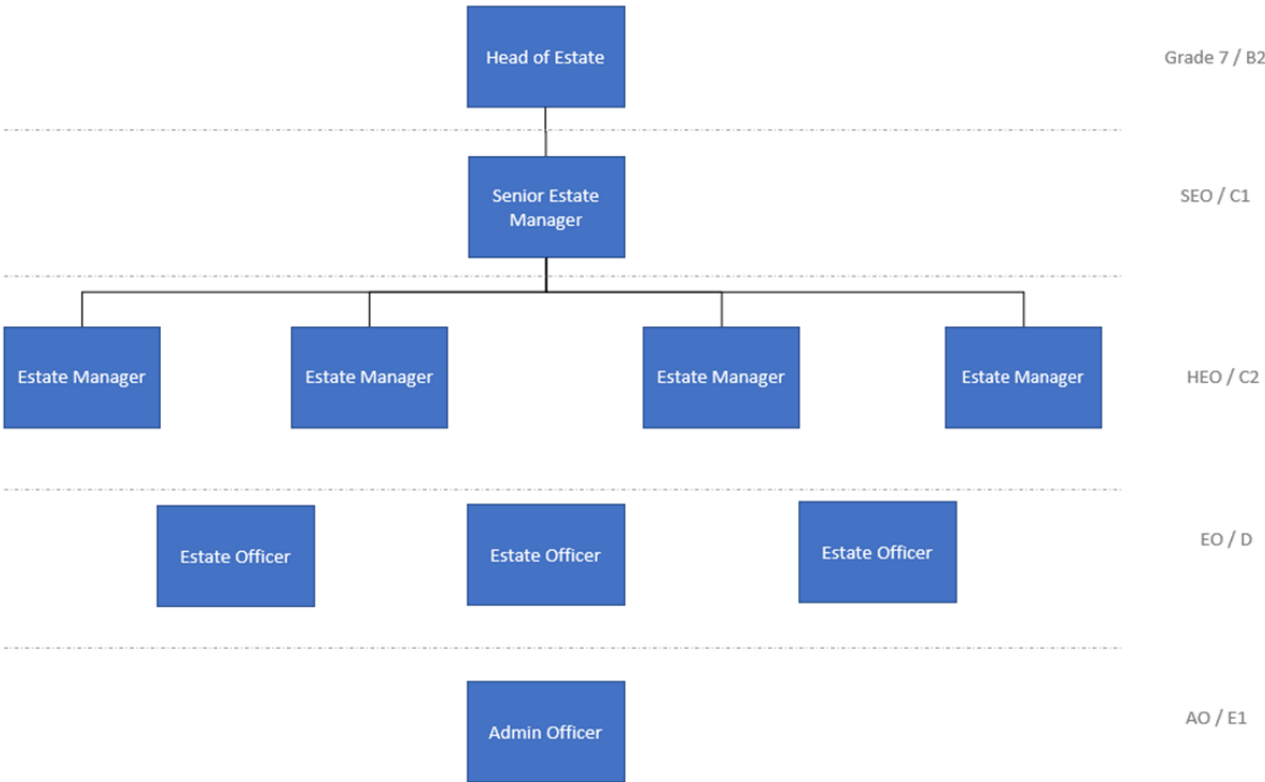 Head of Estate
Grade 7 / B2
Senior Estate
Manager
SEO / C1
Estate Manager
Estate Manager
Estate Manager
Estate Manager
HEO / C2
Estate Officer
Estate Officer
Estate Officer
EO / D
Admin Officer
AO / E1